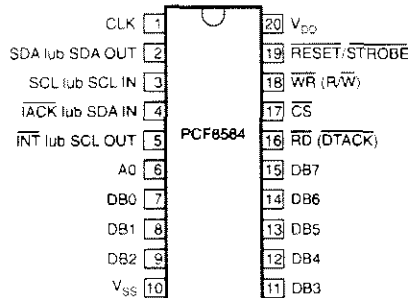 CLK 1 20 VDD
SDA lub SDA OUT 2 19 RESET/STROBE
SCL lub SCL IN 3 18 WR (R/W)
IACK lub SDA IN 4 17 CS
INT lub SCL OUT 5 PCF8584 16 RD (DTACK)
A0 6 15 DB7
DB0 7 14 DB6
DB1 8 13 DB5
DB2 9 12 DB4
VSS 10 11 DB3